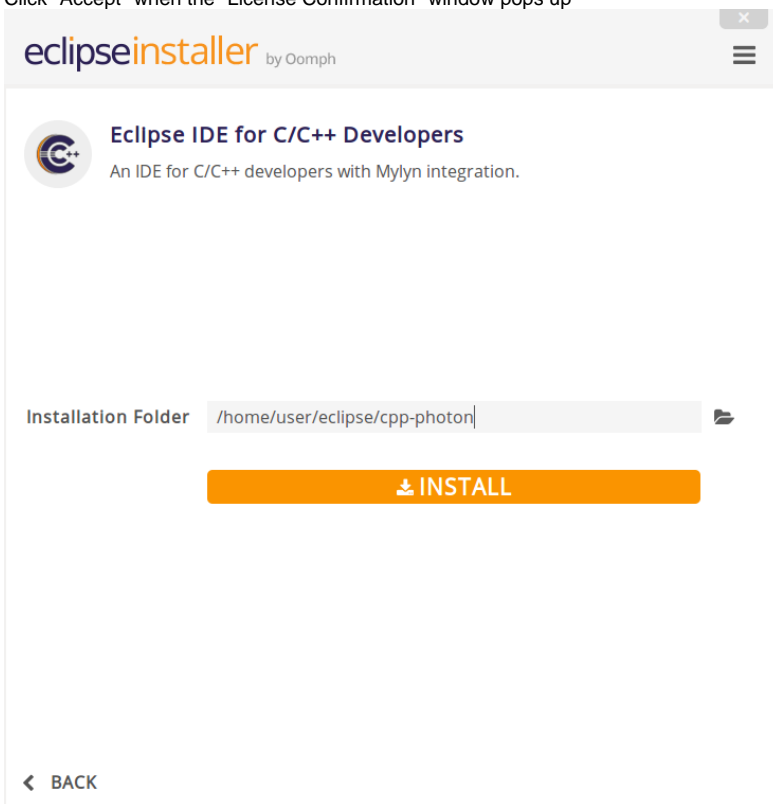 Click "Accept" when the "License Confirmation" window pops up
eclipseinstaller by Oomph
C++
EclIpse IDE for C/C++ Developers
An IDE for C/C++ developers with Mylyn integration.
Installation Folder /home/user/eclipse/cpp-photon
INSTALL
BACK